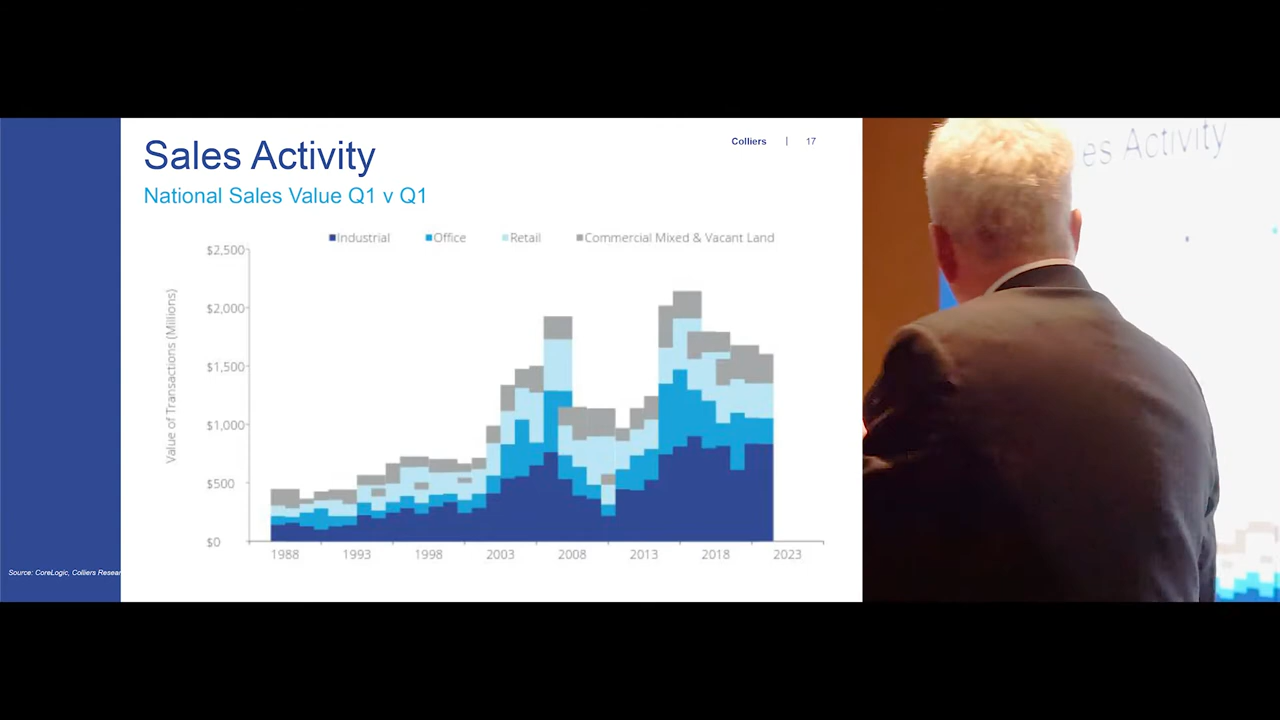 Sales Activity
Colliers | 17
National Sales Value Q1 v Q1
Industrial Office Retail Commercial Mixed & Vacant Land
Value of Transactions (Millions)
$2,500
$2,000
$1,500
$1,000
$500
$0
1988 1993 1998 2003 2008 2013 2018 2023
Source: CoreLogic, Colliers Resear
es Activity